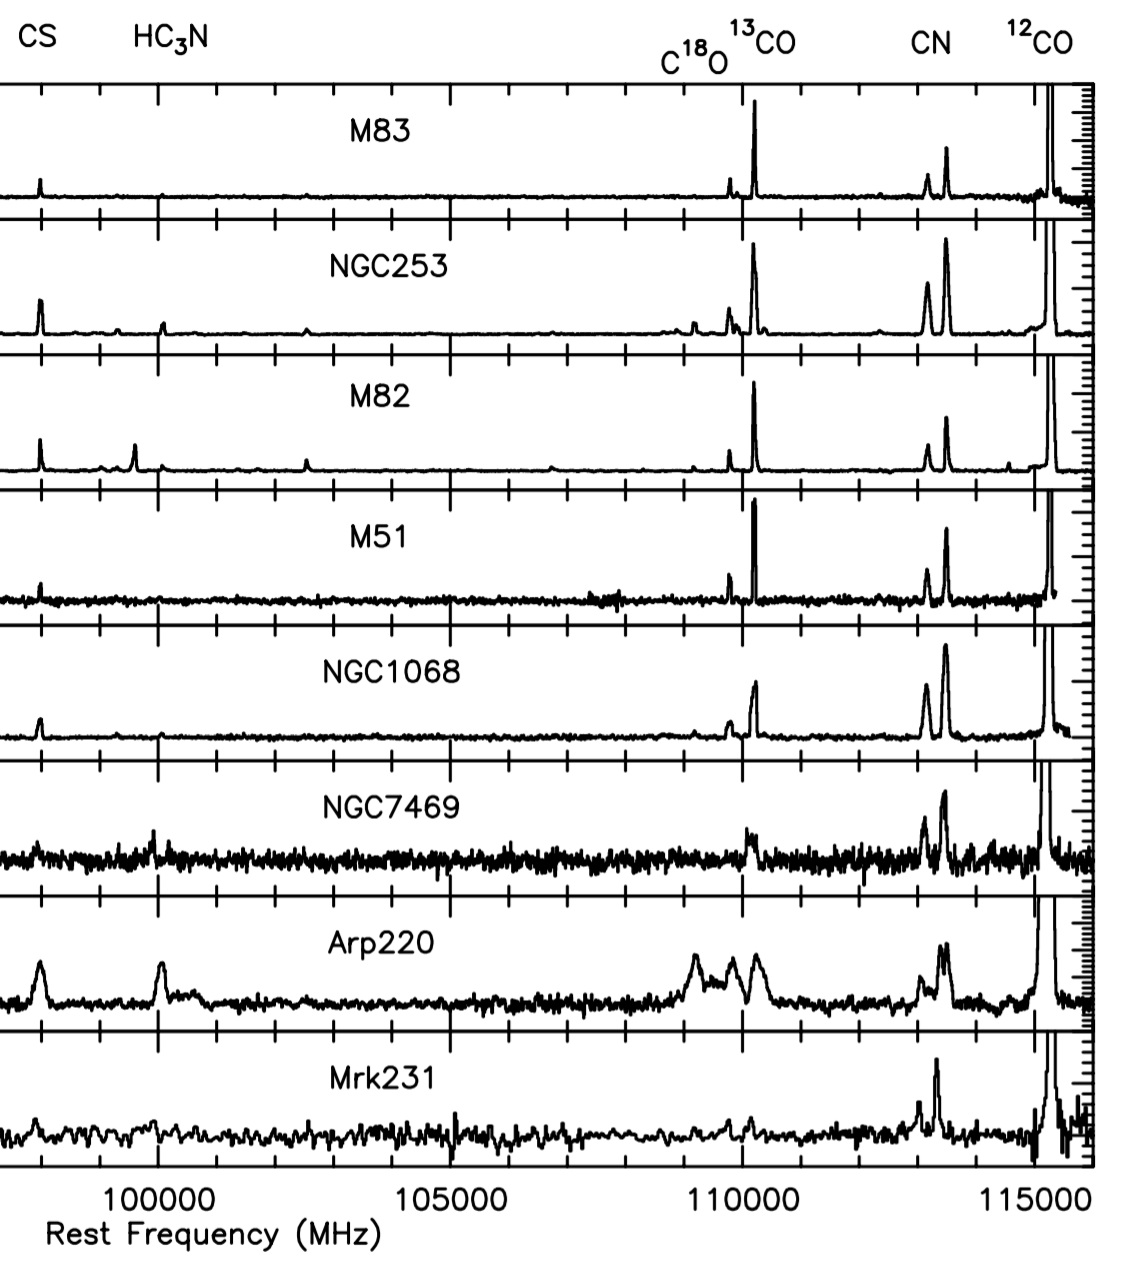 CS HC₃N C¹⁸O ¹³CO CN ¹²CO
M83
NGC253
M82
M51
NGC1068
NGC7469
Arp220
Mrk231
100000 105000 110000 115000
Rest Frequency (MHz)